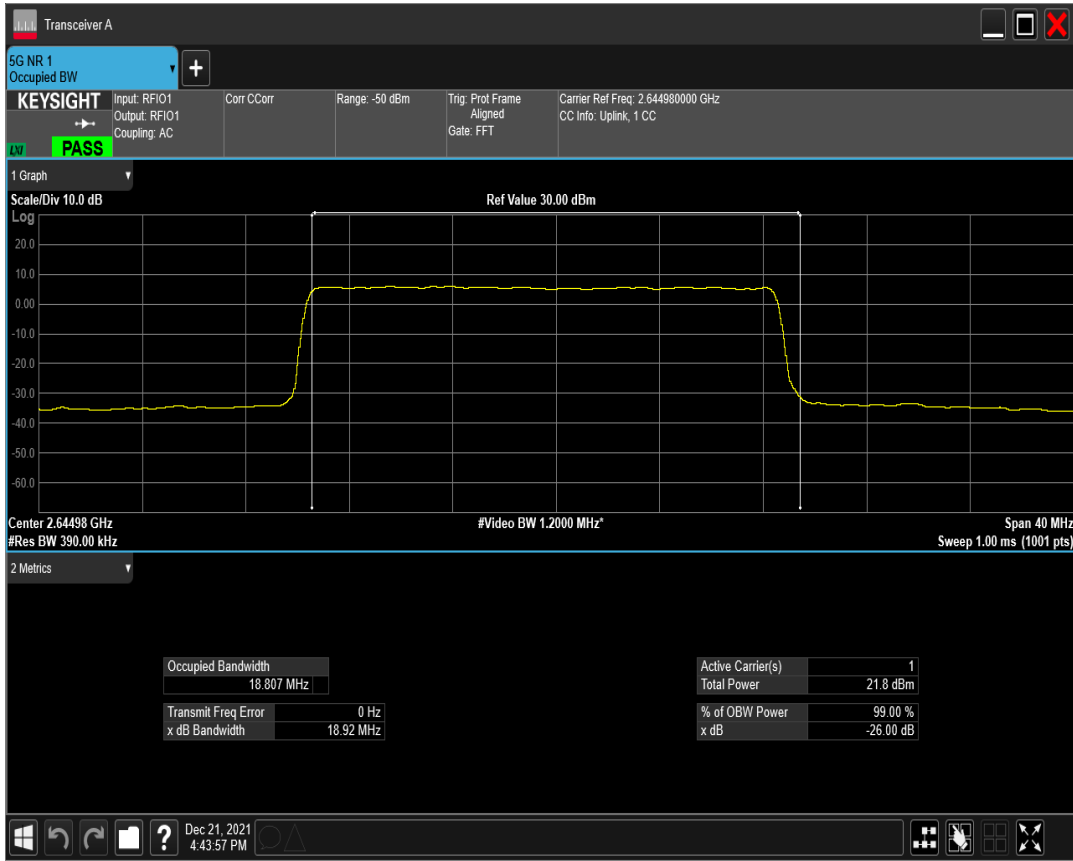 Transceiver A
5G NR 1
Occupied BW
KEYSIGHT
LXI
PASS
Input: RFIO1
Output: RFIO1
Coupling: AC
Corr CCorr
Range: -50 dBm
Trig: Prot Frame
Aligned
Gate: FFT
Carrier Ref Freq: 2.644980000 GHz
CC Info: Uplink, 1 CC
1 Graph
Scale/Div 10.0 dB
Ref Value 30.00 dBm
Log
20.0
10.0
0.00
-10.0
-20.0
-30.0
-40.0
-50.0
-60.0
Center 2.64498 GHz
#Video BW 1.2000 MHz*
Span 40 MHz
#Res BW 390.00 kHz
Sweep 1.00 ms (1001 pts)
2 Metrics
Occupied Bandwidth
18.807 MHz
Transmit Freq Error 0 Hz
x dB Bandwidth 18.92 MHz
Active Carrier(s) 1
Total Power 21.8 dBm
% of OBW Power 99.00 %
x dB -26.00 dB
Dec 21, 2021
4:43:57 PM